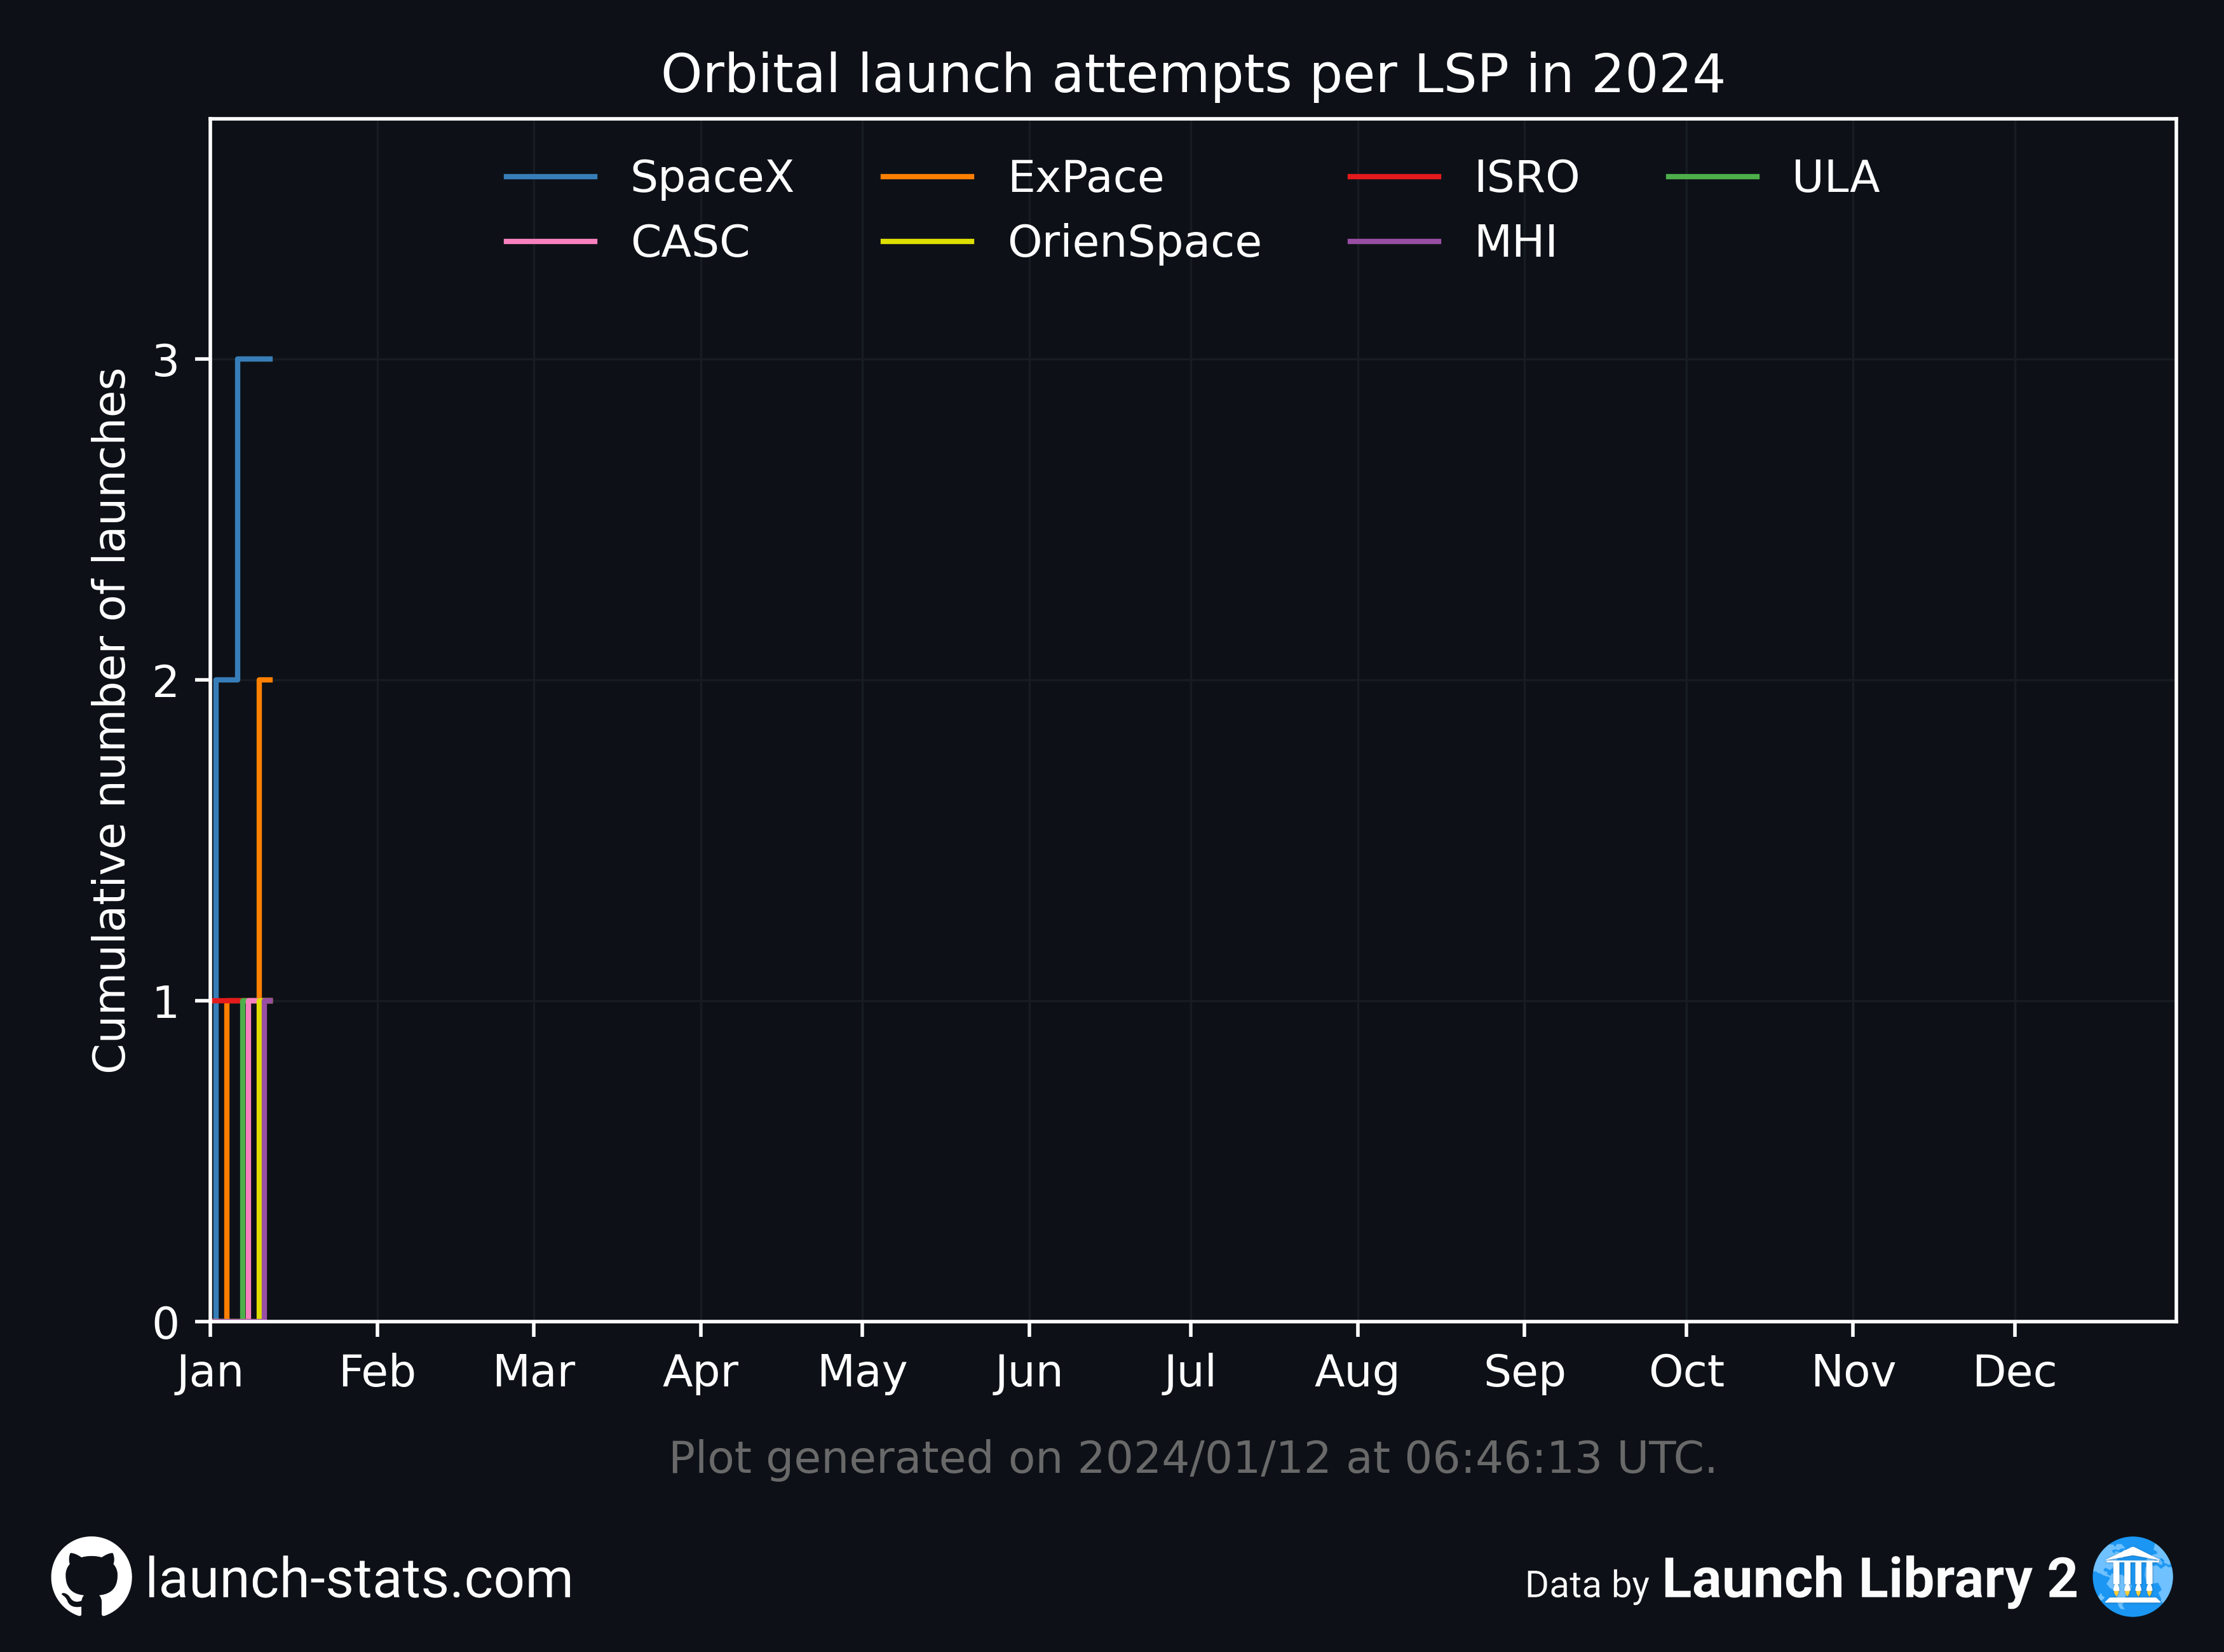 Orbital launch attempts per LSP in 2024
SpaceX ExPace ISRO ULA
CASC OrienSpace MHI
Cumulative number of launches
3
2
1
0
Jan Feb Mar Apr May Jun Jul Aug Sep Oct Nov Dec
Plot generated on 2024/01/12 at 06:46:13 UTC.
launch-stats.com
Data by Launch Library 2